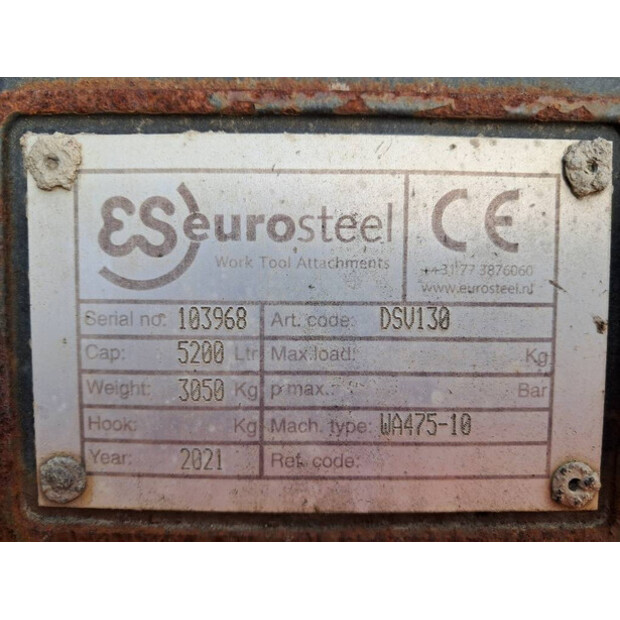 ES eurosteel
Work Tool Attachments
CE
(+31) 77 3876060
www.eurosteel.nl
Serial no: 103968 Art. code: DSV130
Cap: 5200 Ltr Max.load: Kg
Weight: 3050 Kg p max.: Bar
Hook: Kg Mach. type: WA475-10
Year: 2021 Ref. code: